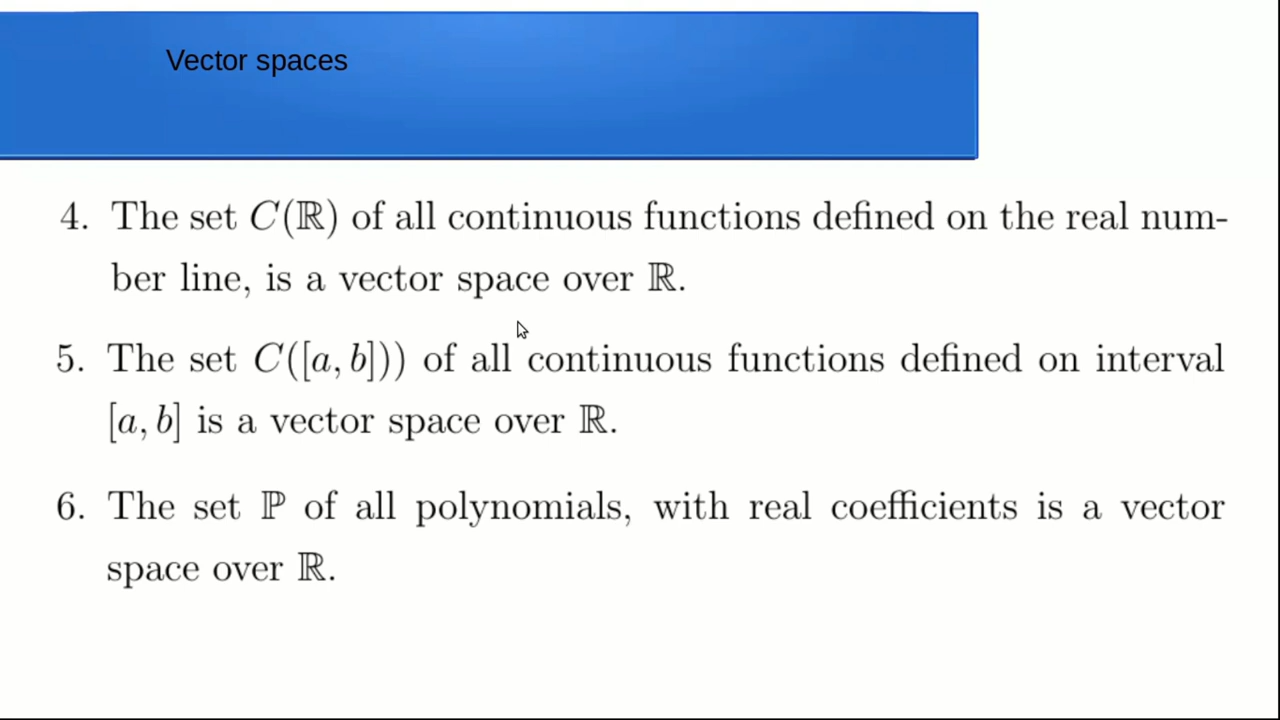 Vector spaces
4. The set C(ℝ) of all continuous functions defined on the real num-
ber line, is a vector space over ℝ.
5. The set C([a, b])) of all continuous functions defined on interval
[a, b] is a vector space over ℝ.
6. The set ℙ of all polynomials, with real coefficients is a vector
space over ℝ.